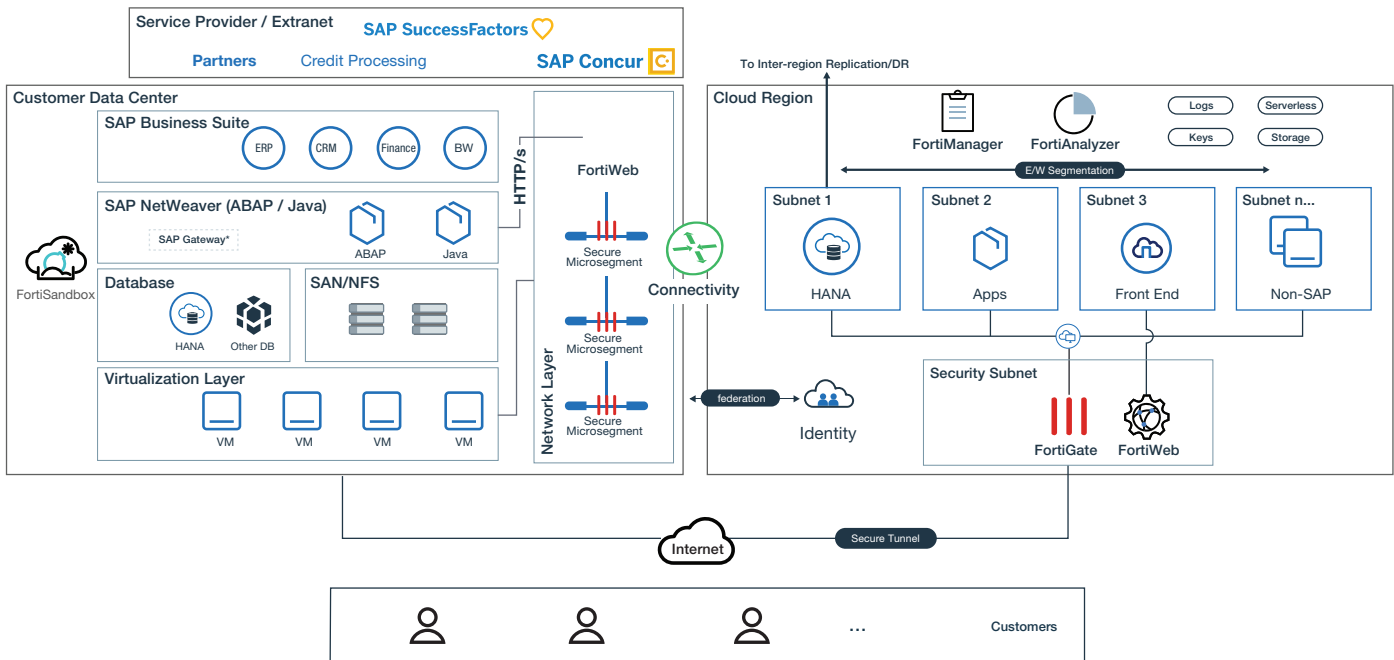 Service Provider / Extranet
SAP SuccessFactors
Partners
Credit Processing
SAP Concur
Customer Data Center
SAP Business Suite
ERP
CRM
Finance
BW
SAP NetWeaver (ABAP / Java)
SAP Gateway*
ABAP
Java
FortiSandbox
Database
HANA
Other DB
SAN/NFS
Virtualization Layer
VM
VM
VM
VM
HTTP/s
Network Layer
FortiWeb
Secure
Microsegment
Secure
Microsegment
Secure
Microsegment
Connectivity
federation
Identity
To Inter-region Replication/DR
Cloud Region
FortiManager
FortiAnalyzer
Logs
Serverless
Keys
Storage
E/W Segmentation
Subnet 1
HANA
Subnet 2
Apps
Subnet 3
Front End
Subnet n...
Non-SAP
Security Subnet
FortiGate
FortiWeb
Internet
Secure Tunnel
...
Customers